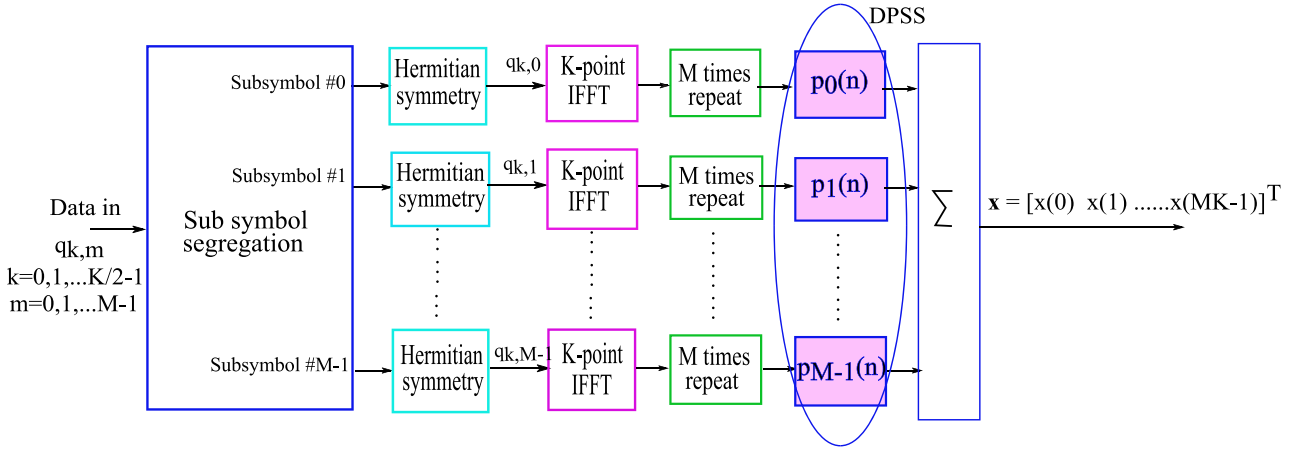 DPSS
Subsymbol #0
Hermitian
symmetry
qk,0
K-point
IFFT
M times
repeat
p0(n)
Subsymbol #1
Hermitian
symmetry
qk,1
K-point
IFFT
M times
repeat
p1(n)
Data in
qk,m
k=0,1,...K/2-1
m=0,1,...M-1
Sub symbol
segregation
∑
x = [x(0) x(1) ......x(MK-1)]T
Subsymbol #M-1
Hermitian
symmetry
qk,M-1
K-point
IFFT
M times
repeat
pM-1(n)